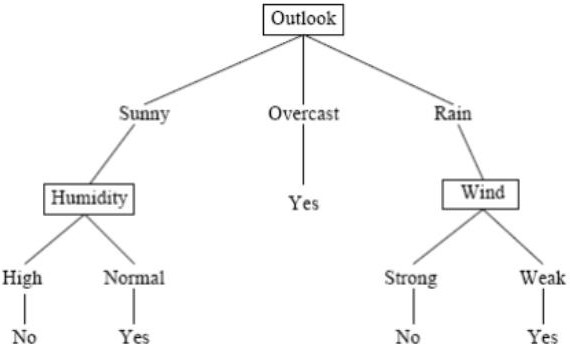 Outlook
Sunny Overcast Rain
Humidity Yes Wind
High Normal Strong Weak
No Yes No Yes